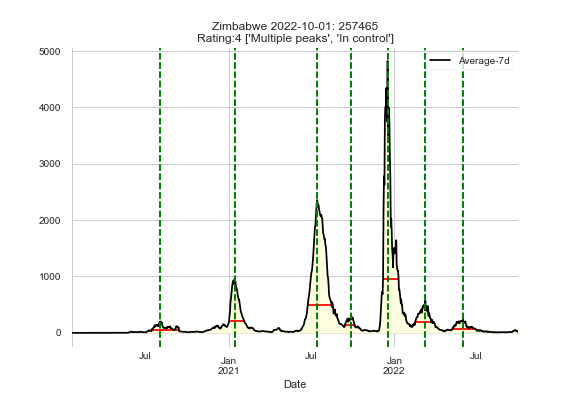 Zimbabwe 2022-10-01: 257465
Rating:4 ['Multiple peaks', 'In control']
Average-7d
5000
4000
3000
2000
1000
0
Jul
Jan
2021
Jul
Jan
2022
Jul
Date